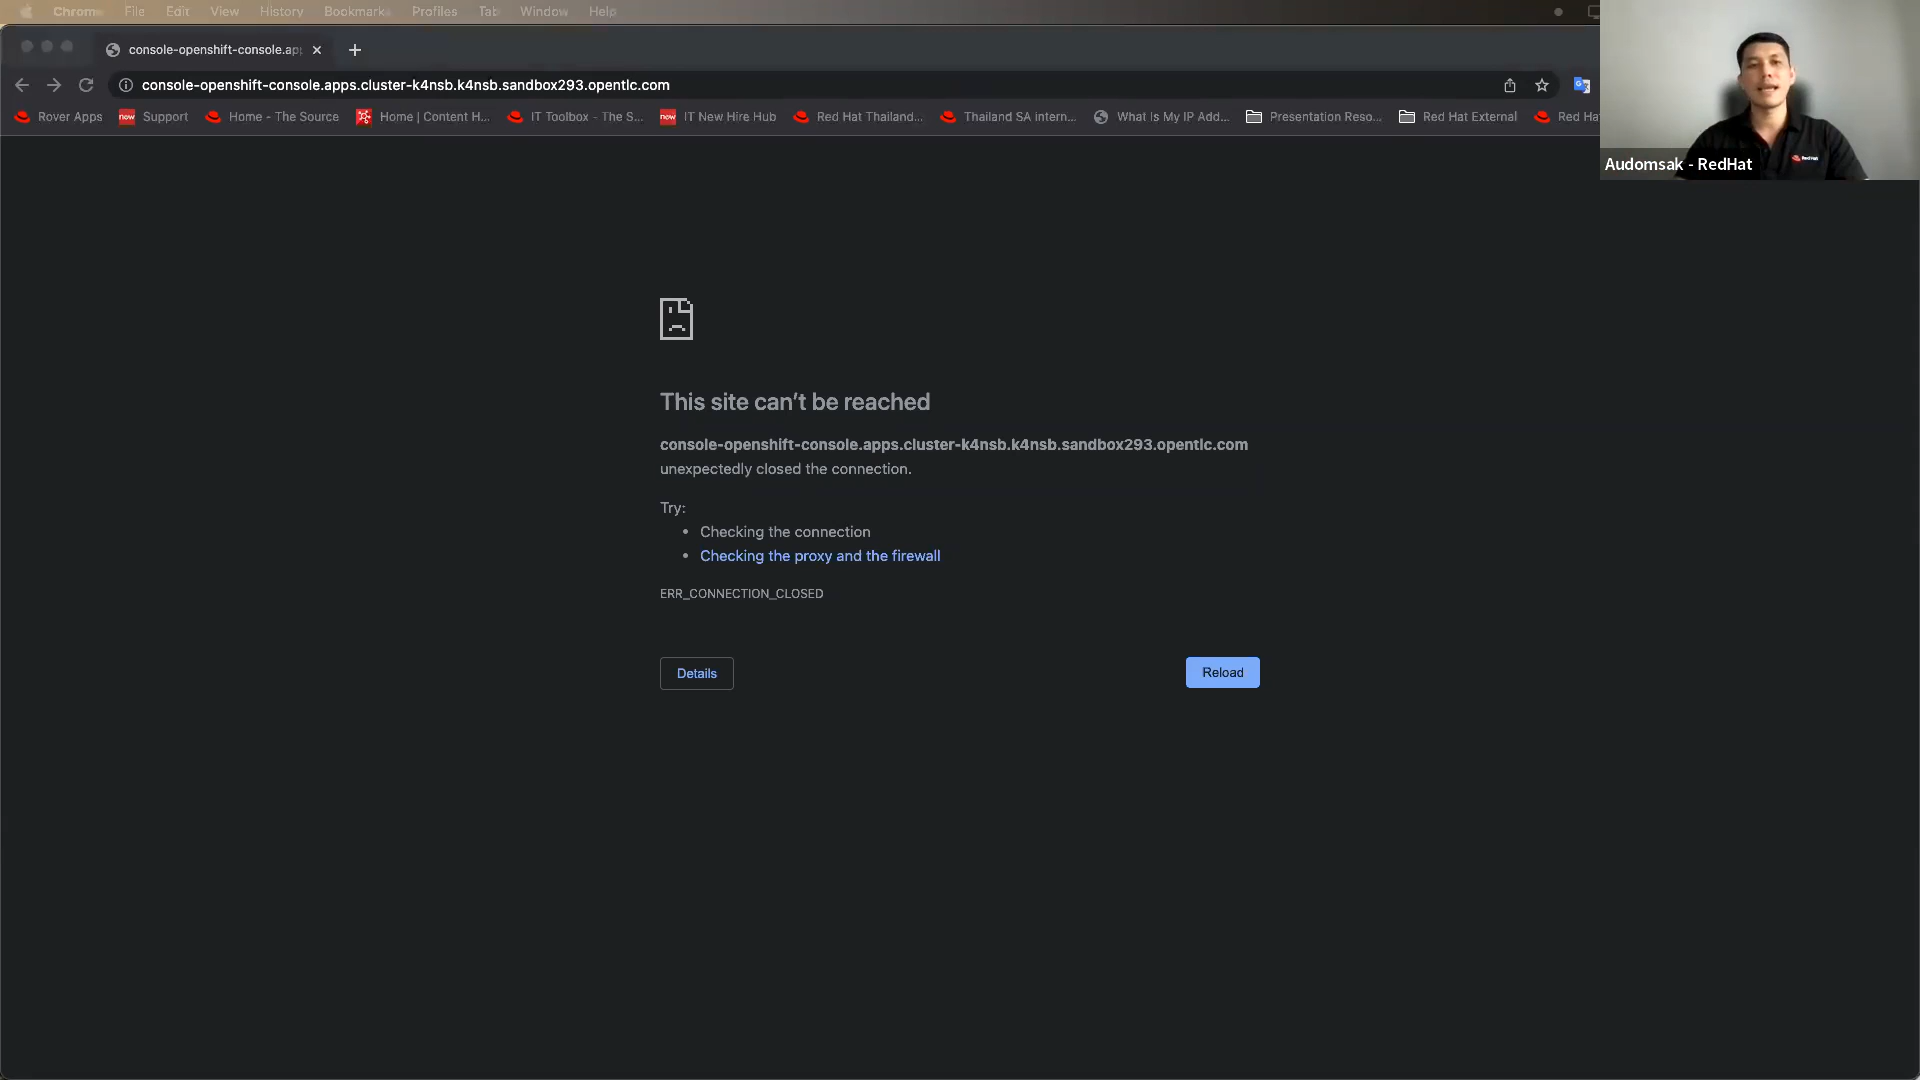 Chrome File Edit View History Bookmarks Profiles Tab Window Help
console-openshift-console.ap
console-openshift-console.apps.cluster-k4nsb.k4nsb.sandbox293.opentlc.com
Rover Apps Support Home - The Source Home | Content H... IT Toolbox - The S... IT New Hire Hub Red Hat Thailand... Thailand SA intern... What Is My IP Add... Presentation Reso... Red Hat External Red Ha
Audomsak - RedHat
This site can’t be reached
console-openshift-console.apps.cluster-k4nsb.k4nsb.sandbox293.opentlc.com
unexpectedly closed the connection.
Try:
• Checking the connection
• Checking the proxy and the firewall
ERR_CONNECTION_CLOSED
Details
Reload